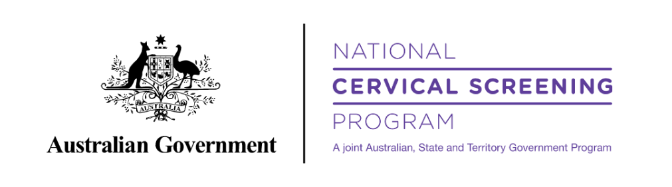 AUSTRALIA
Australian Government
NATIONAL
CERVICAL SCREENING
PROGRAM
A joint Australian, State and Territory Government Program